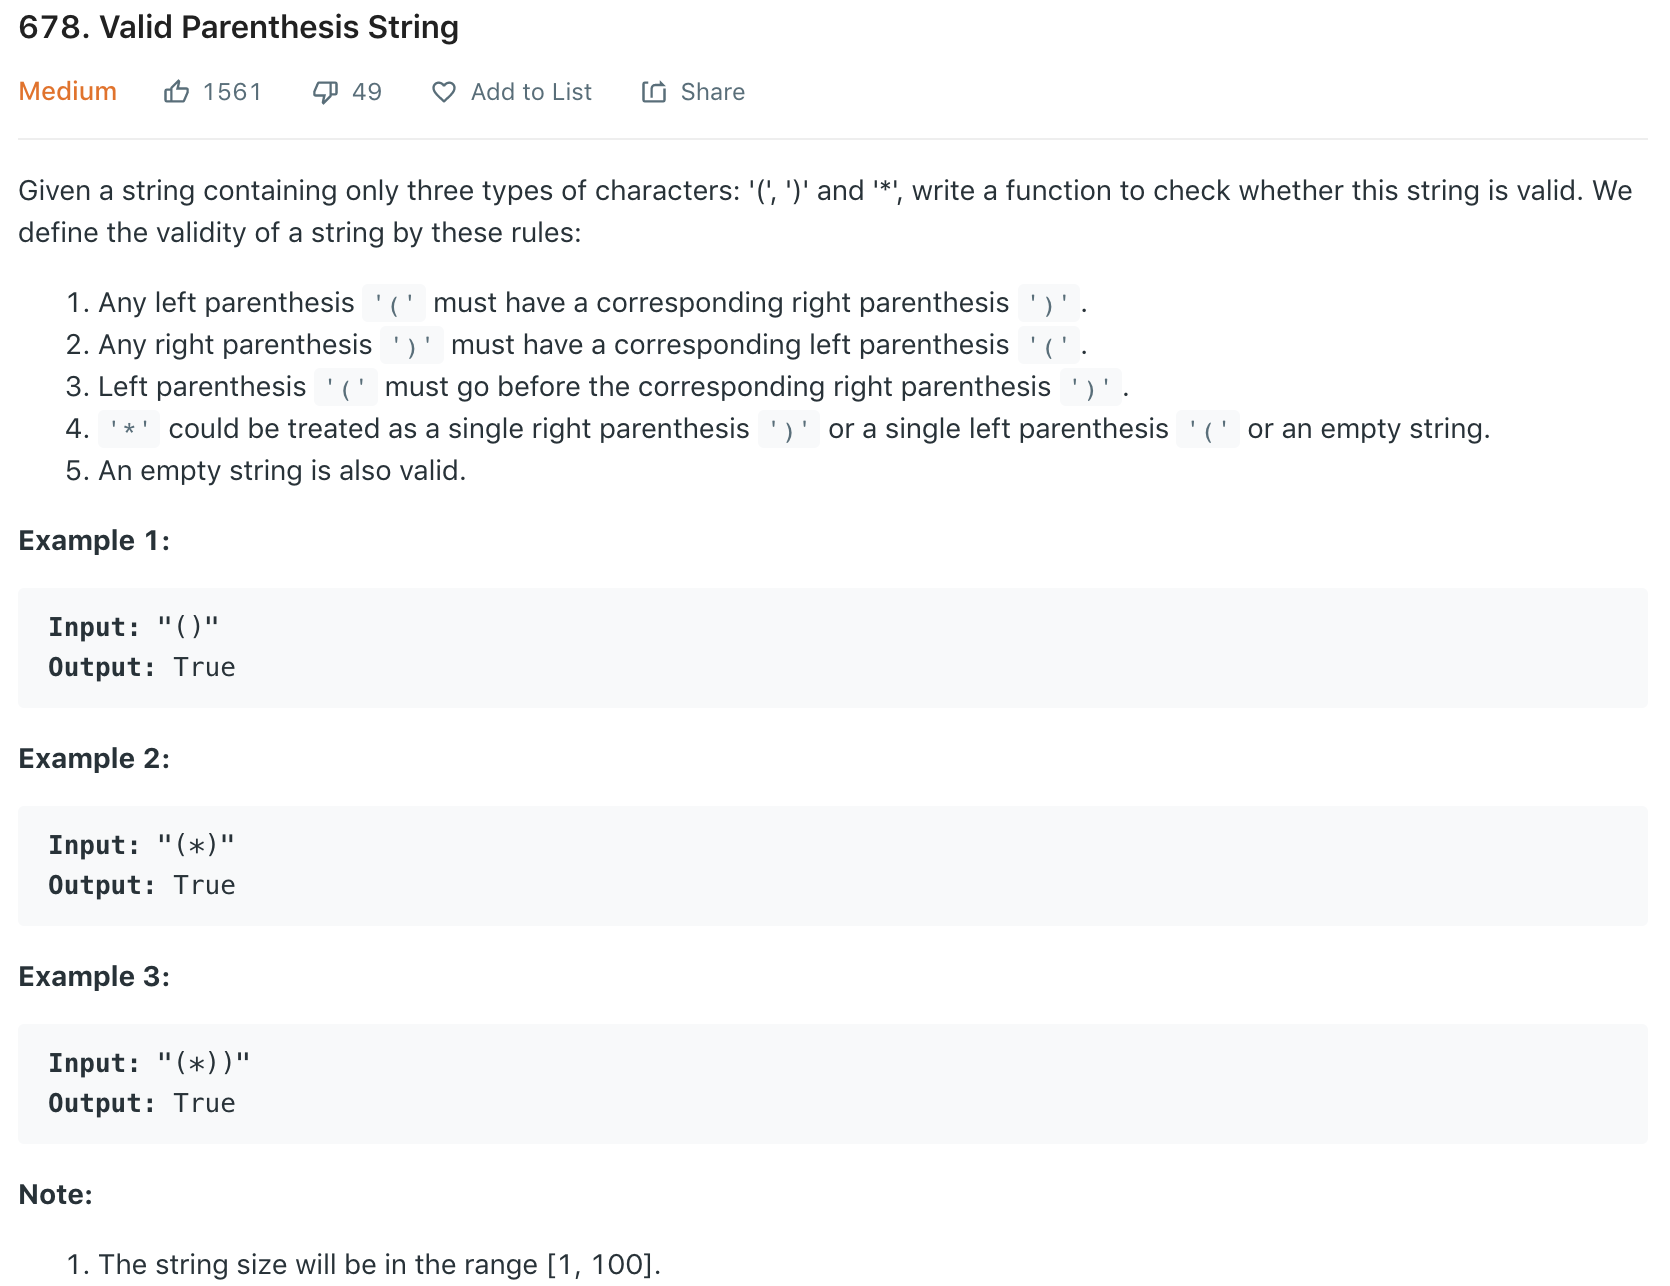 678. Valid Parenthesis String
Medium 1561 49 Add to List Share
Given a string containing only three types of characters: '(', ')' and '*', write a function to check whether this string is valid. We
define the validity of a string by these rules:
1. Any left parenthesis '(' must have a corresponding right parenthesis ')'.
2. Any right parenthesis ')' must have a corresponding left parenthesis '('.
3. Left parenthesis '(' must go before the corresponding right parenthesis ')'.
4. '*' could be treated as a single right parenthesis ')' or a single left parenthesis '(' or an empty string.
5. An empty string is also valid.
Example 1:
Input: "()"
Output: True
Example 2:
Input: "(*)"
Output: True
Example 3:
Input: "(*))"
Output: True
Note:
1. The string size will be in the range [1, 100].